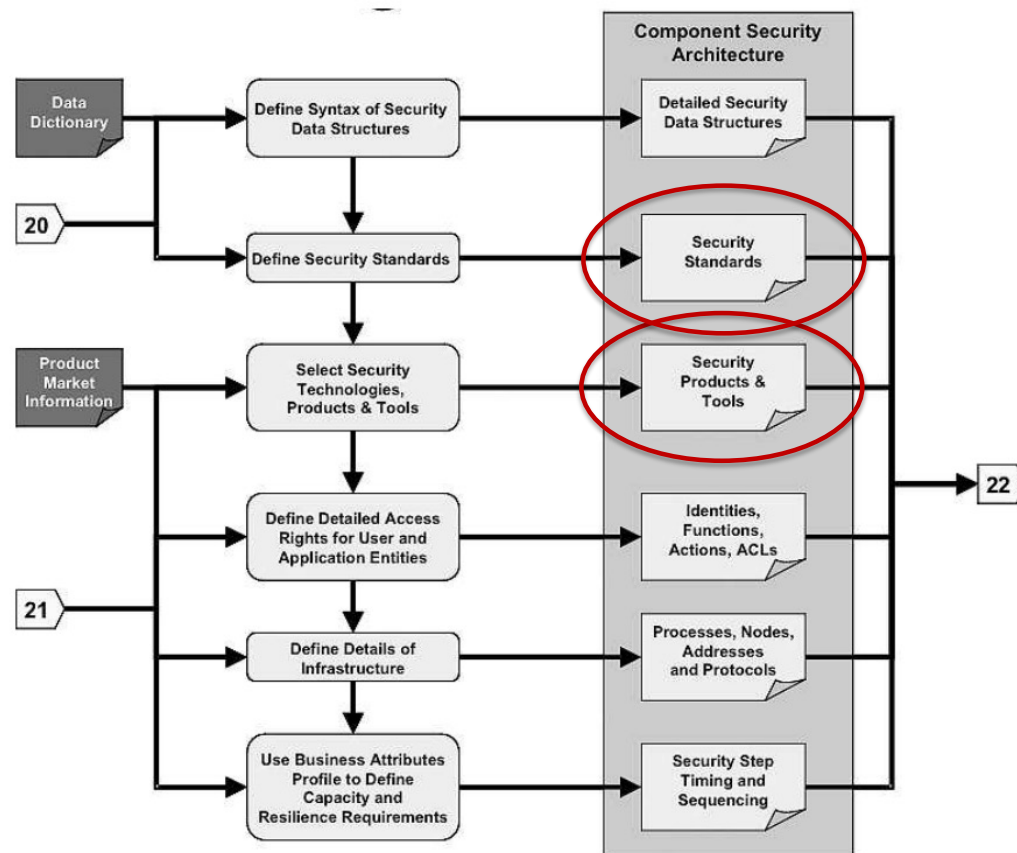 Component Security
Architecture
Data
Dictionary
Define Syntax of Security
Data Structures
Detailed Security
Data Structures
20
Define Security Standards
Security
Standards
Product
Market
Information
Select Security
Technologies,
Products & Tools
Security
Products &
Tools
22
Define Detailed Access
Rights for User and
Application Entities
Identities,
Functions,
Actions, ACLs
21
Define Details of
Infrastructure
Processes, Nodes,
Addresses
and Protocols
Use Business Attributes
Profile to Define
Capacity and
Resilience Requirements
Security Step
Timing and
Sequencing